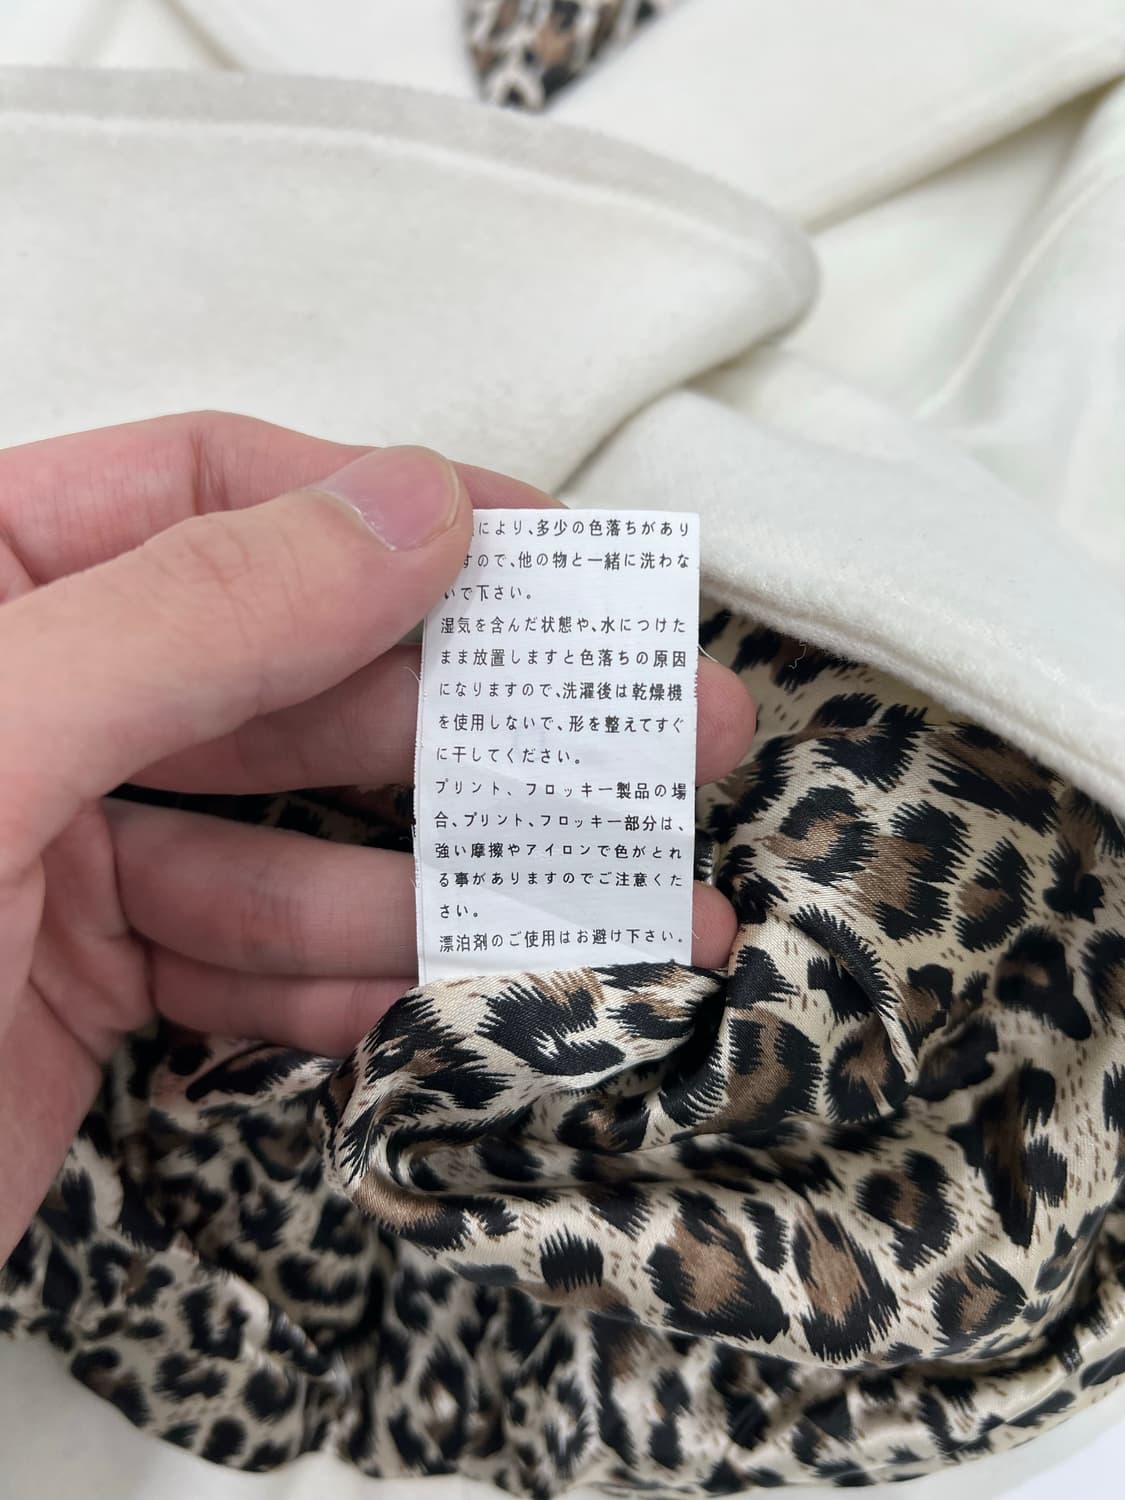 により、多少の色落ちがあり
すので、他の物と一緒に洗わな
いで下さい。
湿気を含んだ状態や、水につけた
まま放置しますと色落ちの原因
になりますので、洗濯後は乾燥機
を使用しないで、形を整えてすぐ
に干してください。
プリント、フロッキー製品の場
合、プリント、フロッキー部分は、
強い摩擦やアイロンで色がとれ
る事がありますのでご注意くだ
さい。
漂泊剤のご使用はお避け下さい。